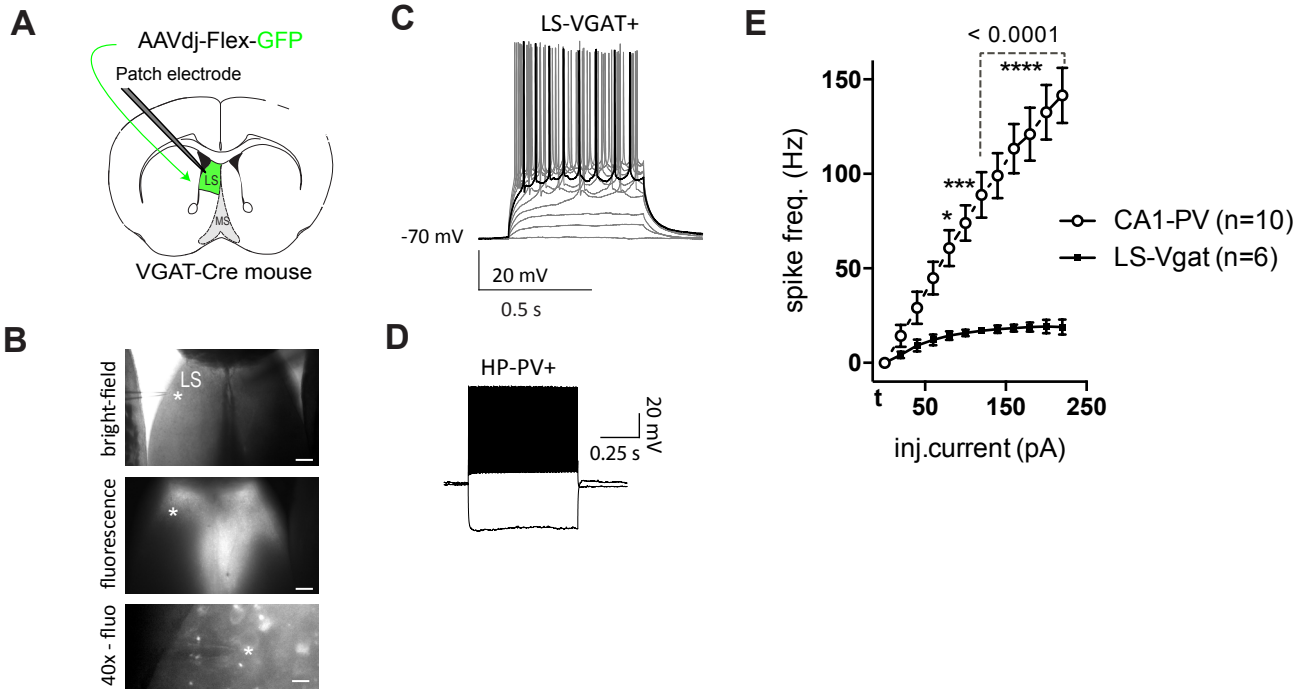 A
AAVdj-Flex-GFP
Patch electrode
LS
MS
VGAT-Cre mouse
B
bright-field
LS
*
fluorescence
*
40x - fluo
*
C
LS-VGAT+
-70 mV
20 mV
0.5 s
D
HP-PV+
20 mV
0.25 s
E
< 0.0001
****
***
*
spike freq. (Hz)
150
100
50
0
t
50
150
250
inj.current (pA)
CA1-PV (n=10)
LS-Vgat (n=6)